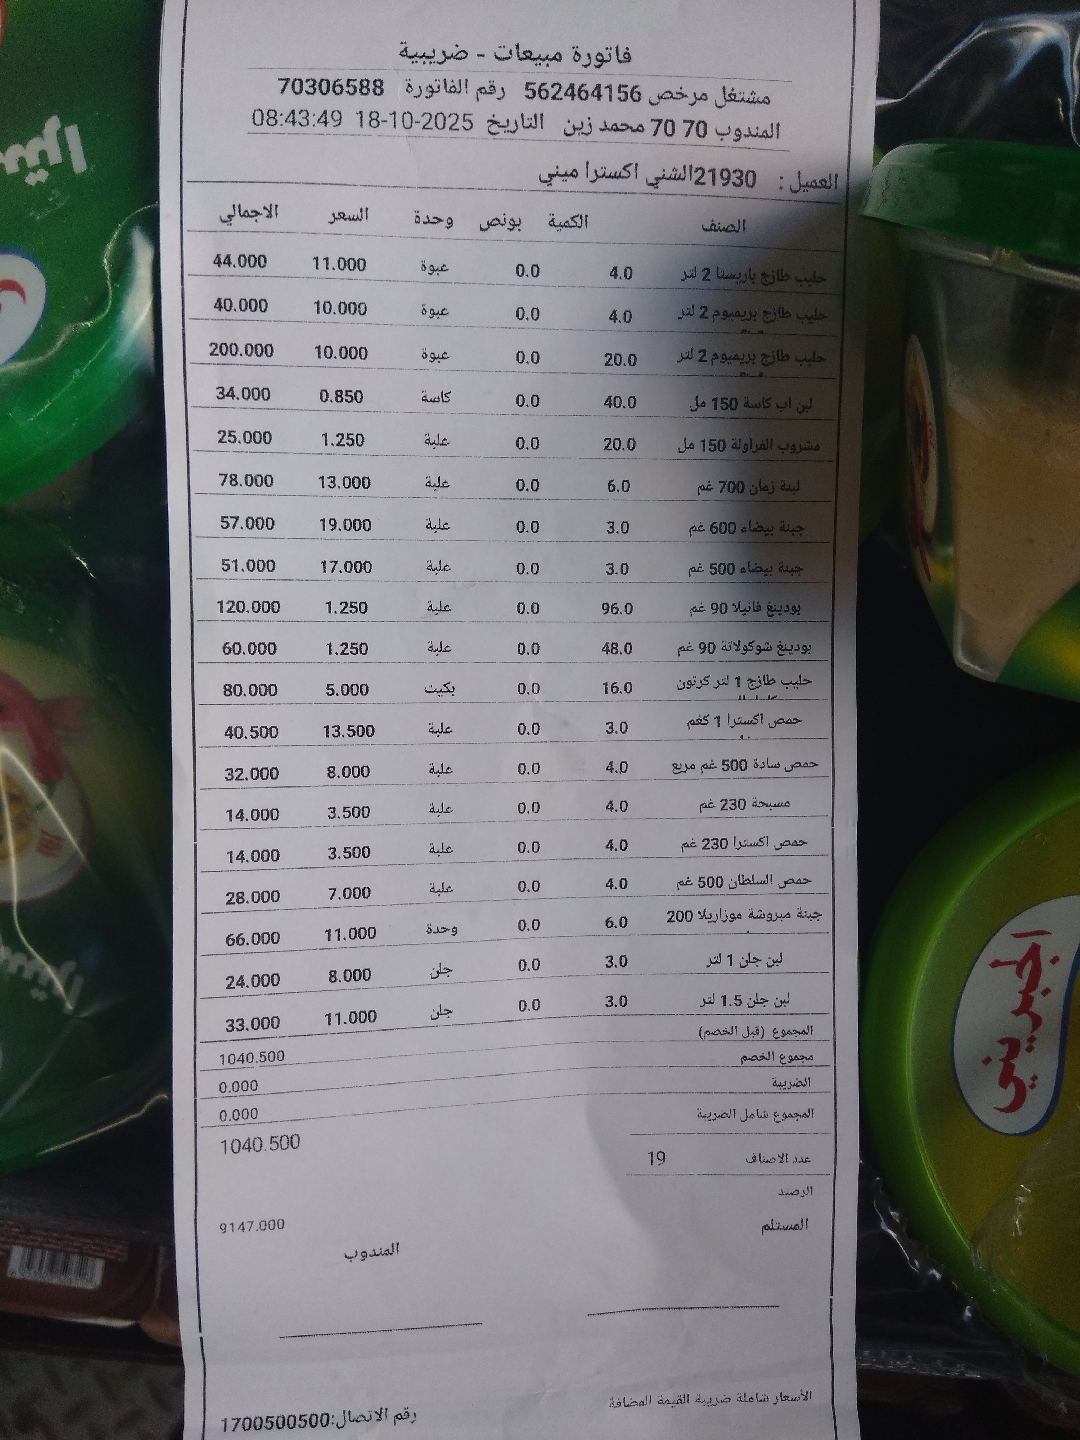 فاتورة مبيعات - ضريبية
مشتغل مرخص 562464156 رقم الفاتورة 70306588
المندوب 70 70 محمد زين التاريخ 18-10-2025 08:43:49
العميل : 21930الشني اكسترا ميني
الصنف الكمية بونص وحدة السعر الاجمالي
حليب طازج باريستا 2 لتر 4.0 0.0 عبوة 11.000 44.000
حليب طازج بريميوم 2 لتر 4.0 0.0 عبوة 10.000 40.000
حليب طازج بريميوم 2 لتر 20.0 0.0 عبوة 10.000 200.000
لبن اب كاسة 150 مل 40.0 0.0 كاسة 0.850 34.000
مشروب الفراولة 150 مل 20.0 0.0 علبة 1.250 25.000
لبنة زمان 700 غم 6.0 0.0 علبة 13.000 78.000
جبنة بيضاء 600 غم 3.0 0.0 علبة 19.000 57.000
جبنة بيضاء 500 غم 3.0 0.0 علبة 17.000 51.000
بودينغ فانيلا 90 غم 96.0 0.0 علبة 1.250 120.000
بودينغ شوكولاتة 90 غم 48.0 0.0 علبة 1.250 60.000
حليب طازج 1 لتر كرتون 16.0 0.0 بكيت 5.000 80.000
حمص اكسترا 1 كغم 3.0 0.0 علبة 13.500 40.500
حمص سادة 500 غم مربع 4.0 0.0 علبة 8.000 32.000
مسبحة 230 غم 4.0 0.0 علبة 3.500 14.000
حمص اكسترا 230 غم 4.0 0.0 علبة 3.500 14.000
حمص السلطان 500 غم 4.0 0.0 علبة 7.000 28.000
جبنة مبروشة موزاريلا 200 6.0 0.0 وحدة 11.000 66.000
لبن جلن 1 لتر 3.0 0.0 جلن 8.000 24.000
لبن جلن 1.5 لتر 3.0 0.0 جلن 11.000 33.000
المجموع (قبل الخصم) 1040.500
مجموع الخصم 0.000
الضريبة 0.000
المجموع شامل الضريبة 1040.500
عدد الاصناف 19
الرصيد 9147.000
المستلم المندوب
الأسعار شاملة ضريبة القيمة المضافة
رقم الاتصال:1700500500
الجبريني